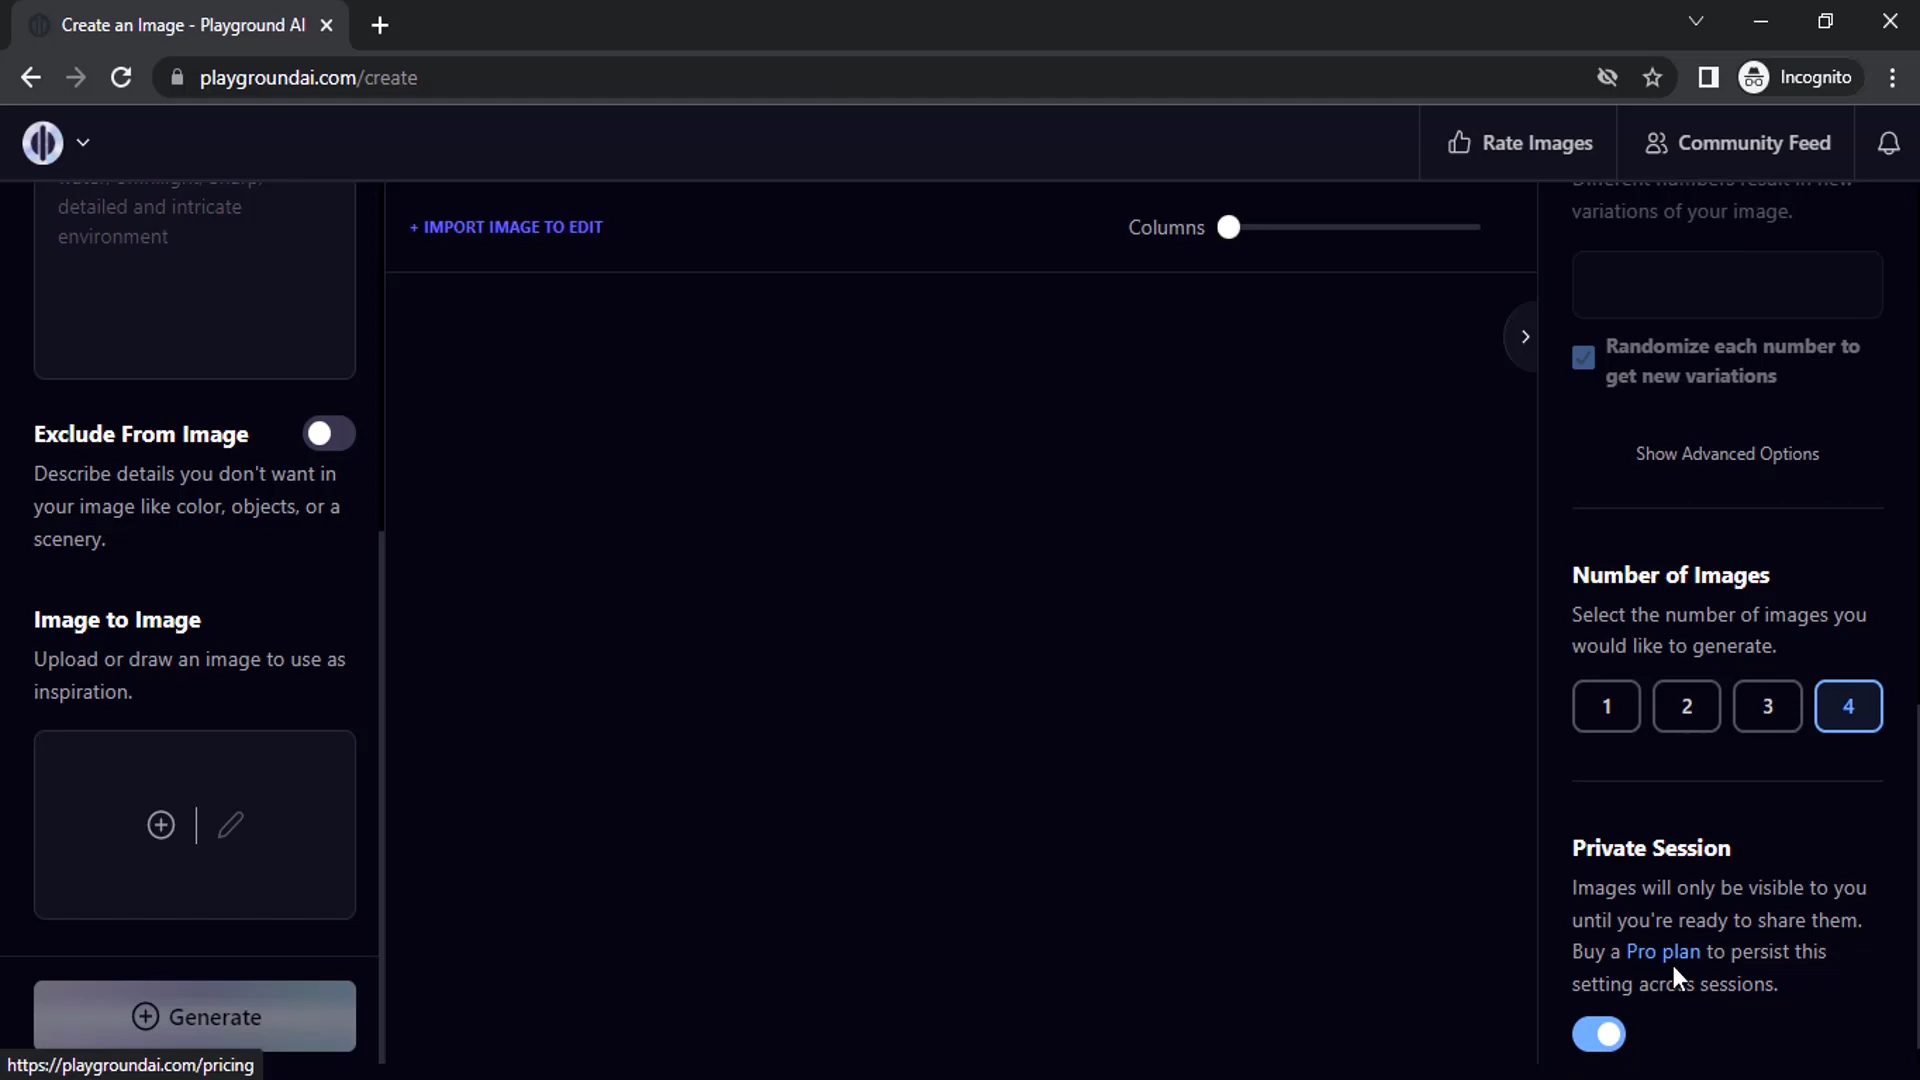 Create an Image - Playground AI
playgroundai.com/create
Incognito
Rate Images
Community Feed
detailed and intricate
environment
Exclude From Image
Describe details you don't want in
your image like color, objects, or a
scenery.
Image to Image
Upload or draw an image to use as
inspiration.
Generate
https://playgroundai.com/pricing
+ IMPORT IMAGE TO EDIT
Columns
variations of your image.
Randomize each number to
get new variations
Show Advanced Options
Number of Images
Select the number of images you
would like to generate.
1 2 3 4
Private Session
Images will only be visible to you
until you're ready to share them.
Buy a Pro plan to persist this
setting across sessions.